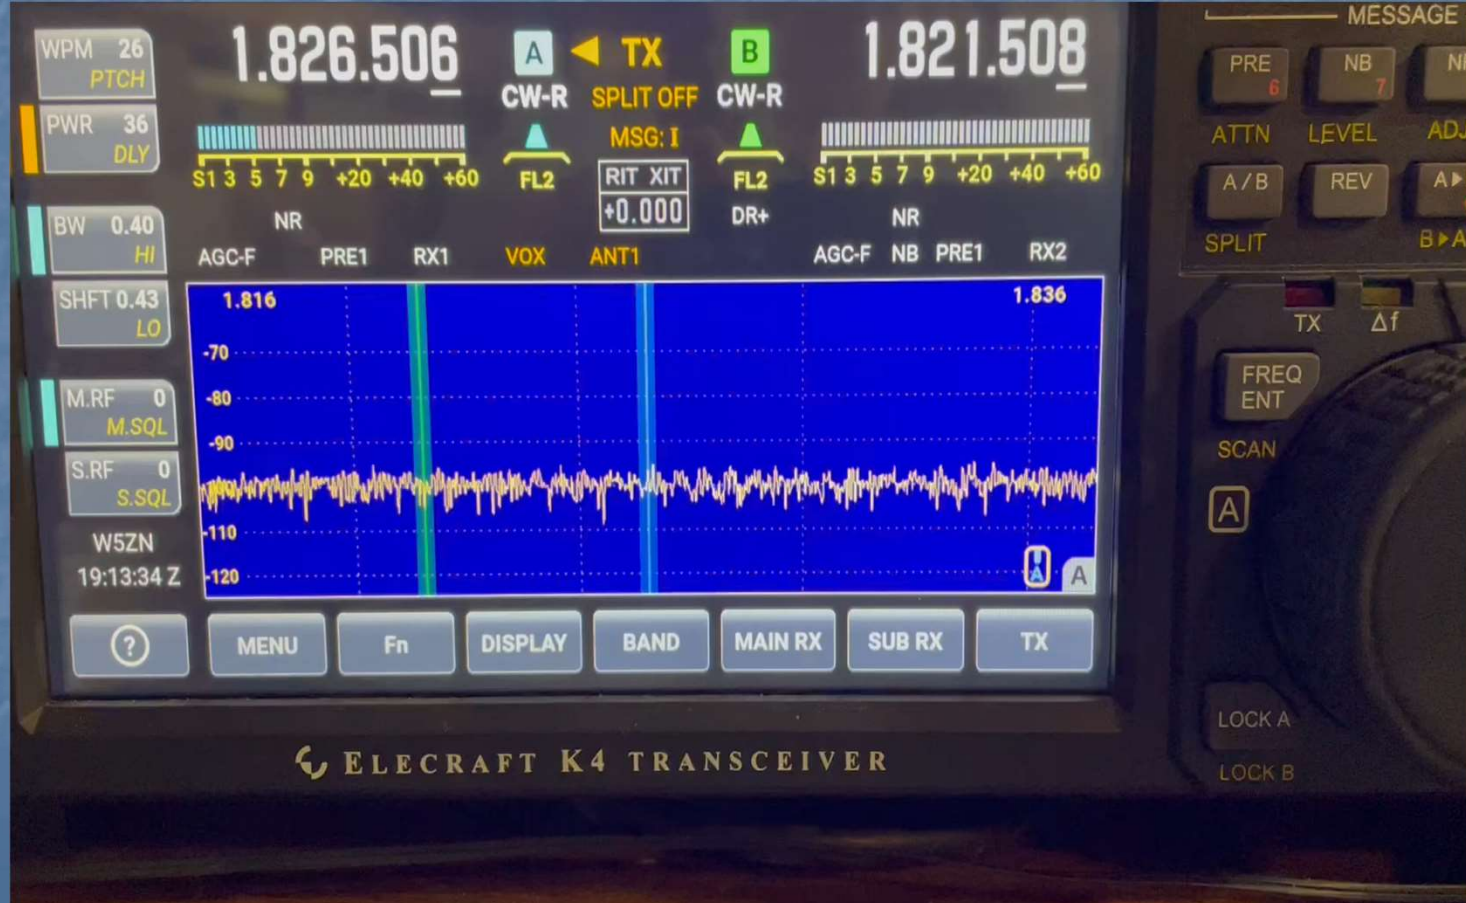 WPM 26
PTCH
PWR 36
DLY
BW 0.40
HI
SHFT 0.43
LO
M.RF 0
M.SQL
S.RF 0
S.SQL
W5ZN
19:13:34 Z
1.826.506
A
TX
B
1.821.508
CW-R
SPLIT OFF
CW-R
MSG: I
S1 3 5 7 9 +20 +40 +60
FL2
RIT XIT
+0.000
FL2
S1 3 5 7 9 +20 +40 +60
NR
DR+
NR
AGC-F PRE1 RX1 VOX ANT1 AGC-F NB PRE1 RX2
1.816 1.836
-70
-80
-90
-110
-120
A
A
?
MENU
Fn
DISPLAY
BAND
MAIN RX
SUB RX
TX
ELECRAFT K4 TRANSCEIVER
MESSAGE
PRE 6
NB 7
ATTN
LEVEL
ADJ
A/B
REV
A▶
SPLIT
B▶A
TX
Δf
FREQ
ENT
SCAN
A
LOCK A
LOCK B